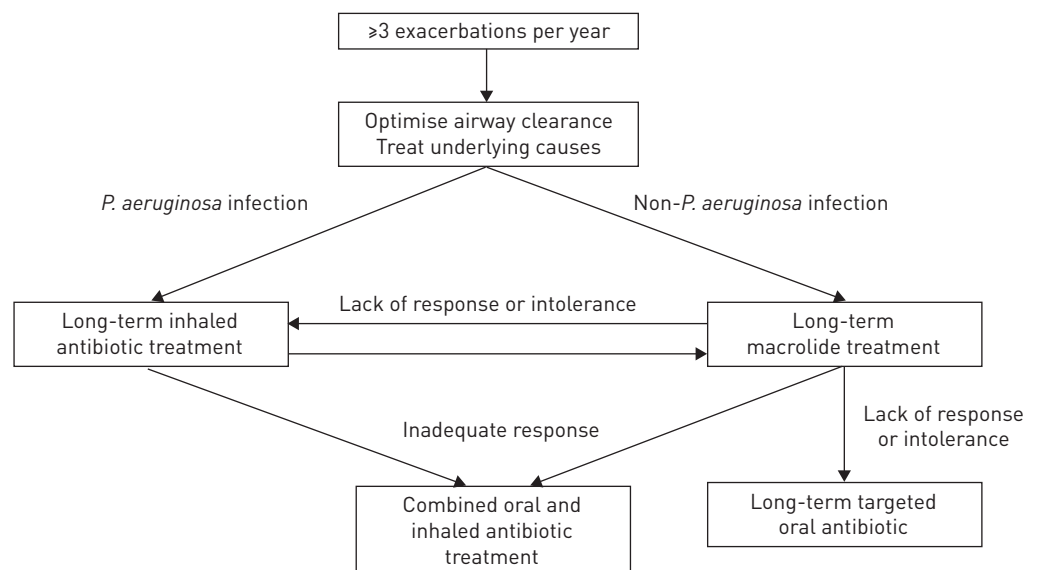 ⩾3 exacerbations per year
Optimise airway clearance
Treat underlying causes
P. aeruginosa infection
Non-P. aeruginosa infection
Lack of response or intolerance
Long-term inhaled
antibiotic treatment
Long-term
macrolide treatment
Inadequate response
Lack of response
or intolerance
Combined oral and
inhaled antibiotic
treatment
Long-term targeted
oral antibiotic